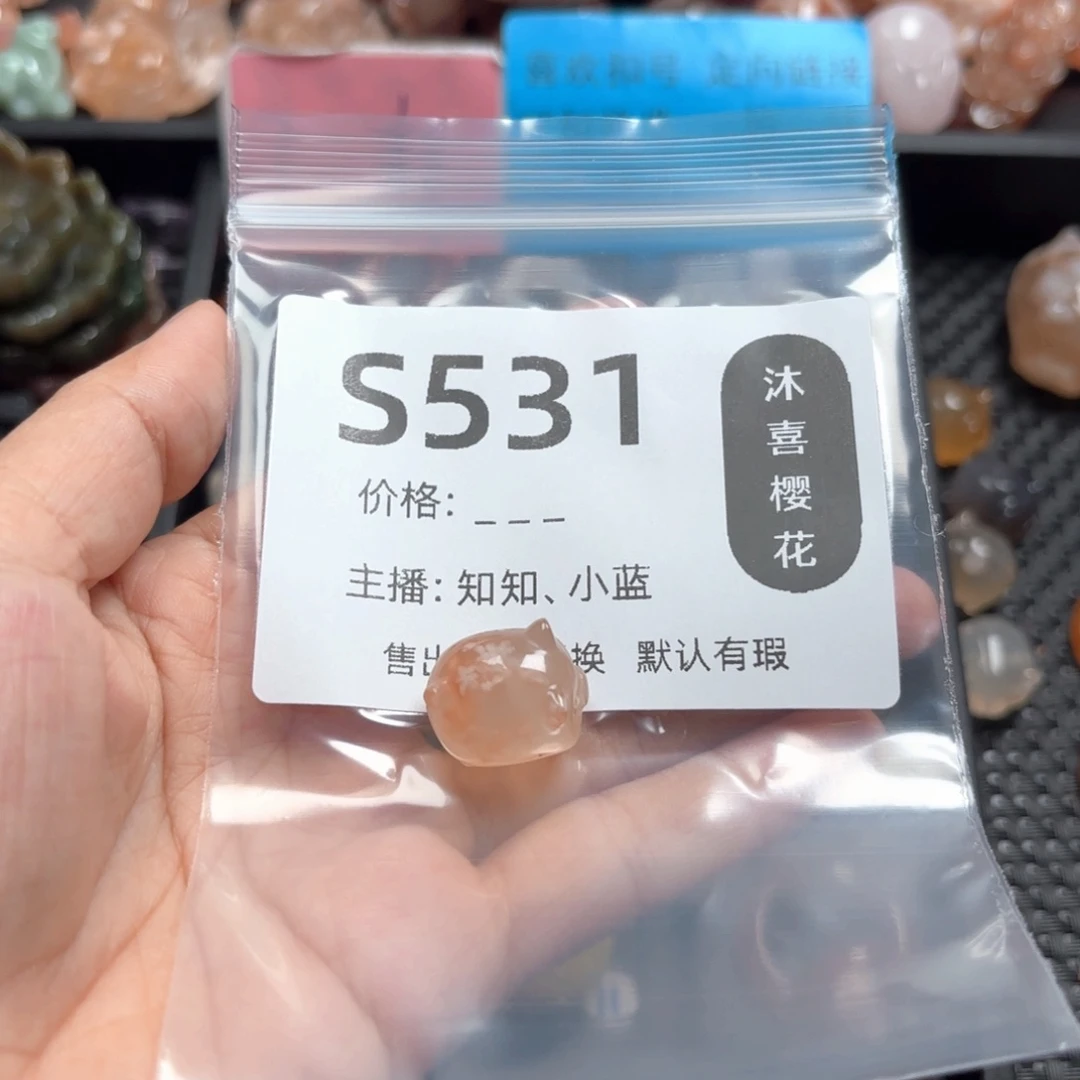 S531
沐喜樱花
价格：_ _ _
主播：知知、小蓝
售出 换 默认有瑕